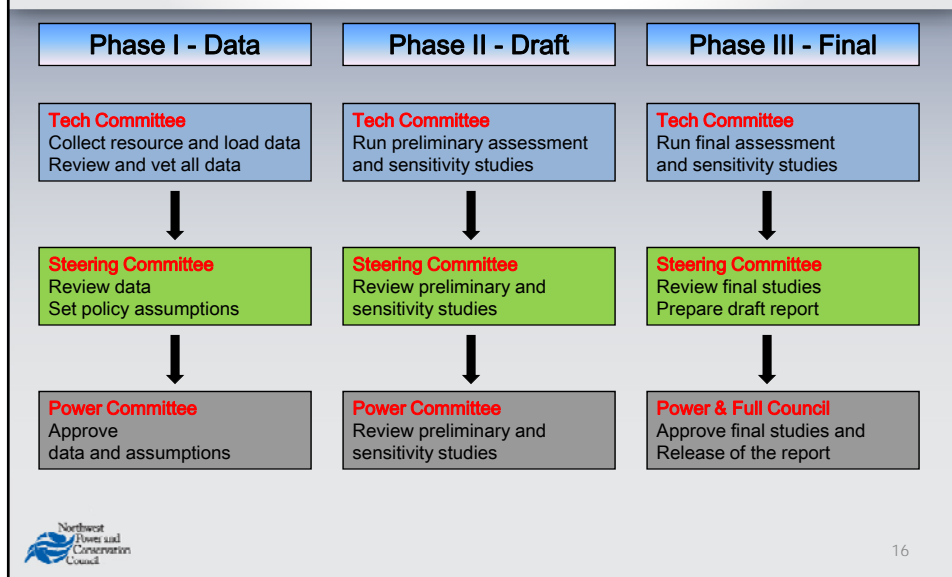 Phase I - Data
Phase II - Draft
Phase III - Final
Tech Committee
Collect resource and load data
Review and vet all data
Tech Committee
Run preliminary assessment
and sensitivity studies
Tech Committee
Run final assessment
and sensitivity studies
Steering Committee
Review data
Set policy assumptions
Steering Committee
Review preliminary and
sensitivity studies
Steering Committee
Review final studies
Prepare draft report
Power Committee
Approve
data and assumptions
Power Committee
Review preliminary and
sensitivity studies
Power & Full Council
Approve final studies and
Release of the report
Northwest
Power and
Conservation
Council
16